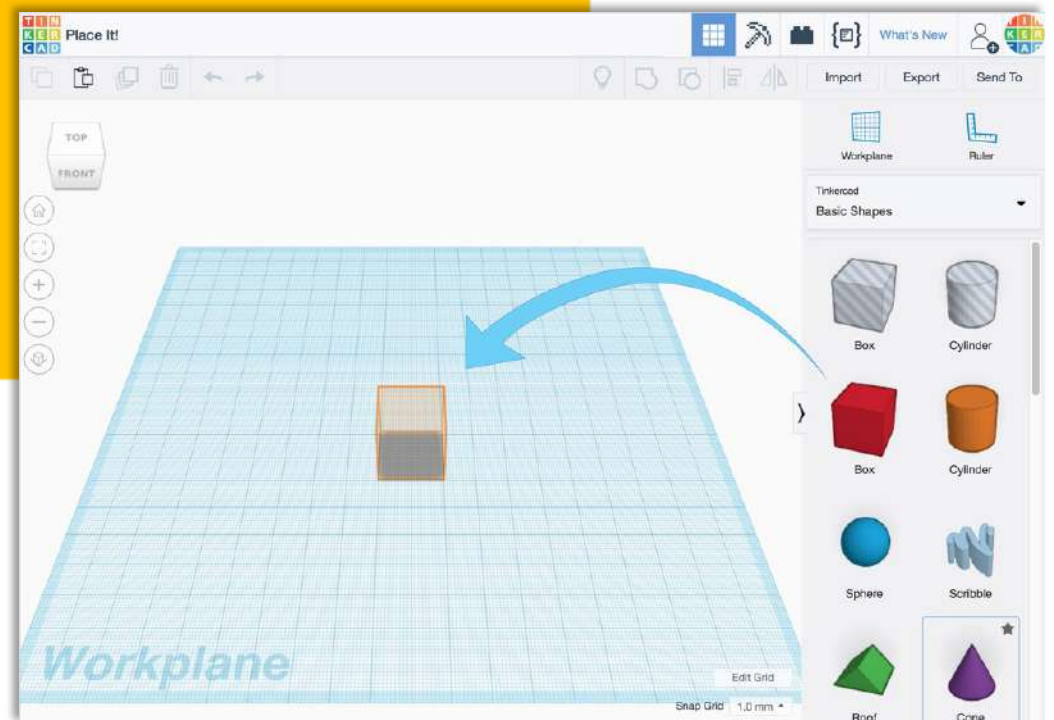 TIN
KER
CAD
Place It!
What's New
Import
Export
Send To
TOP
FRONT
Workplane
Ruler
Tinkercad
Basic Shapes
Box
Cylinder
Box
Cylinder
Sphere
Scribble
Roof
Cone
Workplane
Edit Grid
Snap Grid 1.0 mm